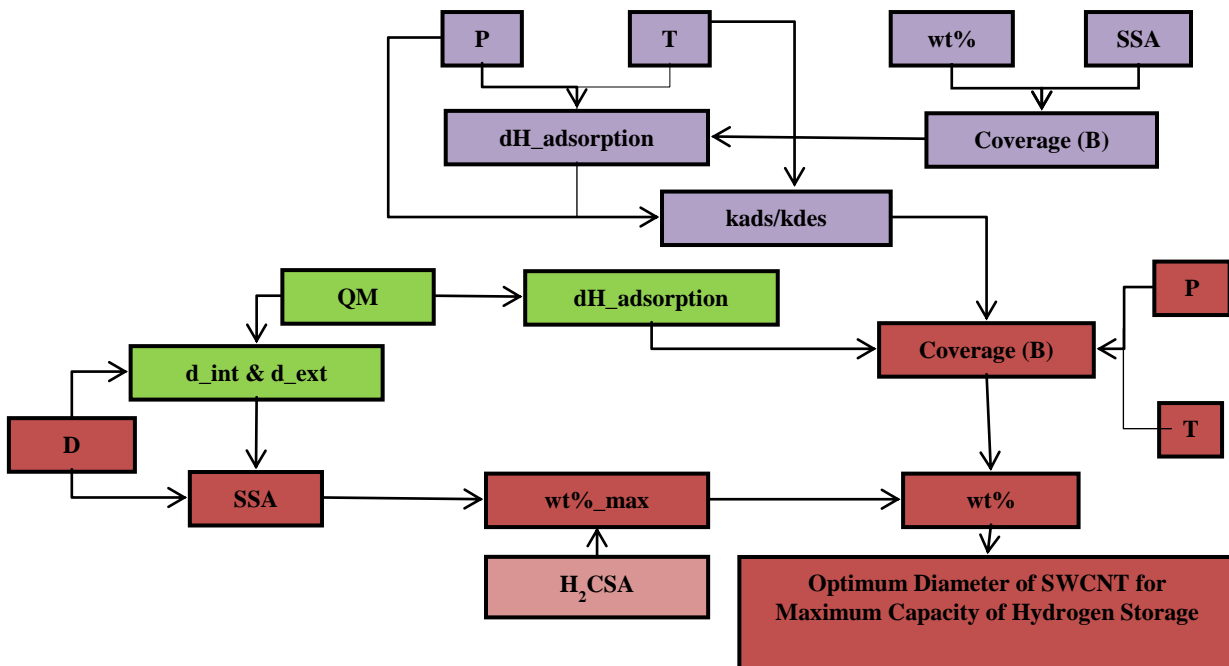 P
T
wt%
SSA
dH_adsorption
Coverage (B)
kads/kdes
QM
dH_adsorption
P
Coverage (B)
d_int & d_ext
D
T
SSA
wt%_max
wt%
H₂CSA
Optimum Diameter of SWCNT for
Maximum Capacity of Hydrogen Storage